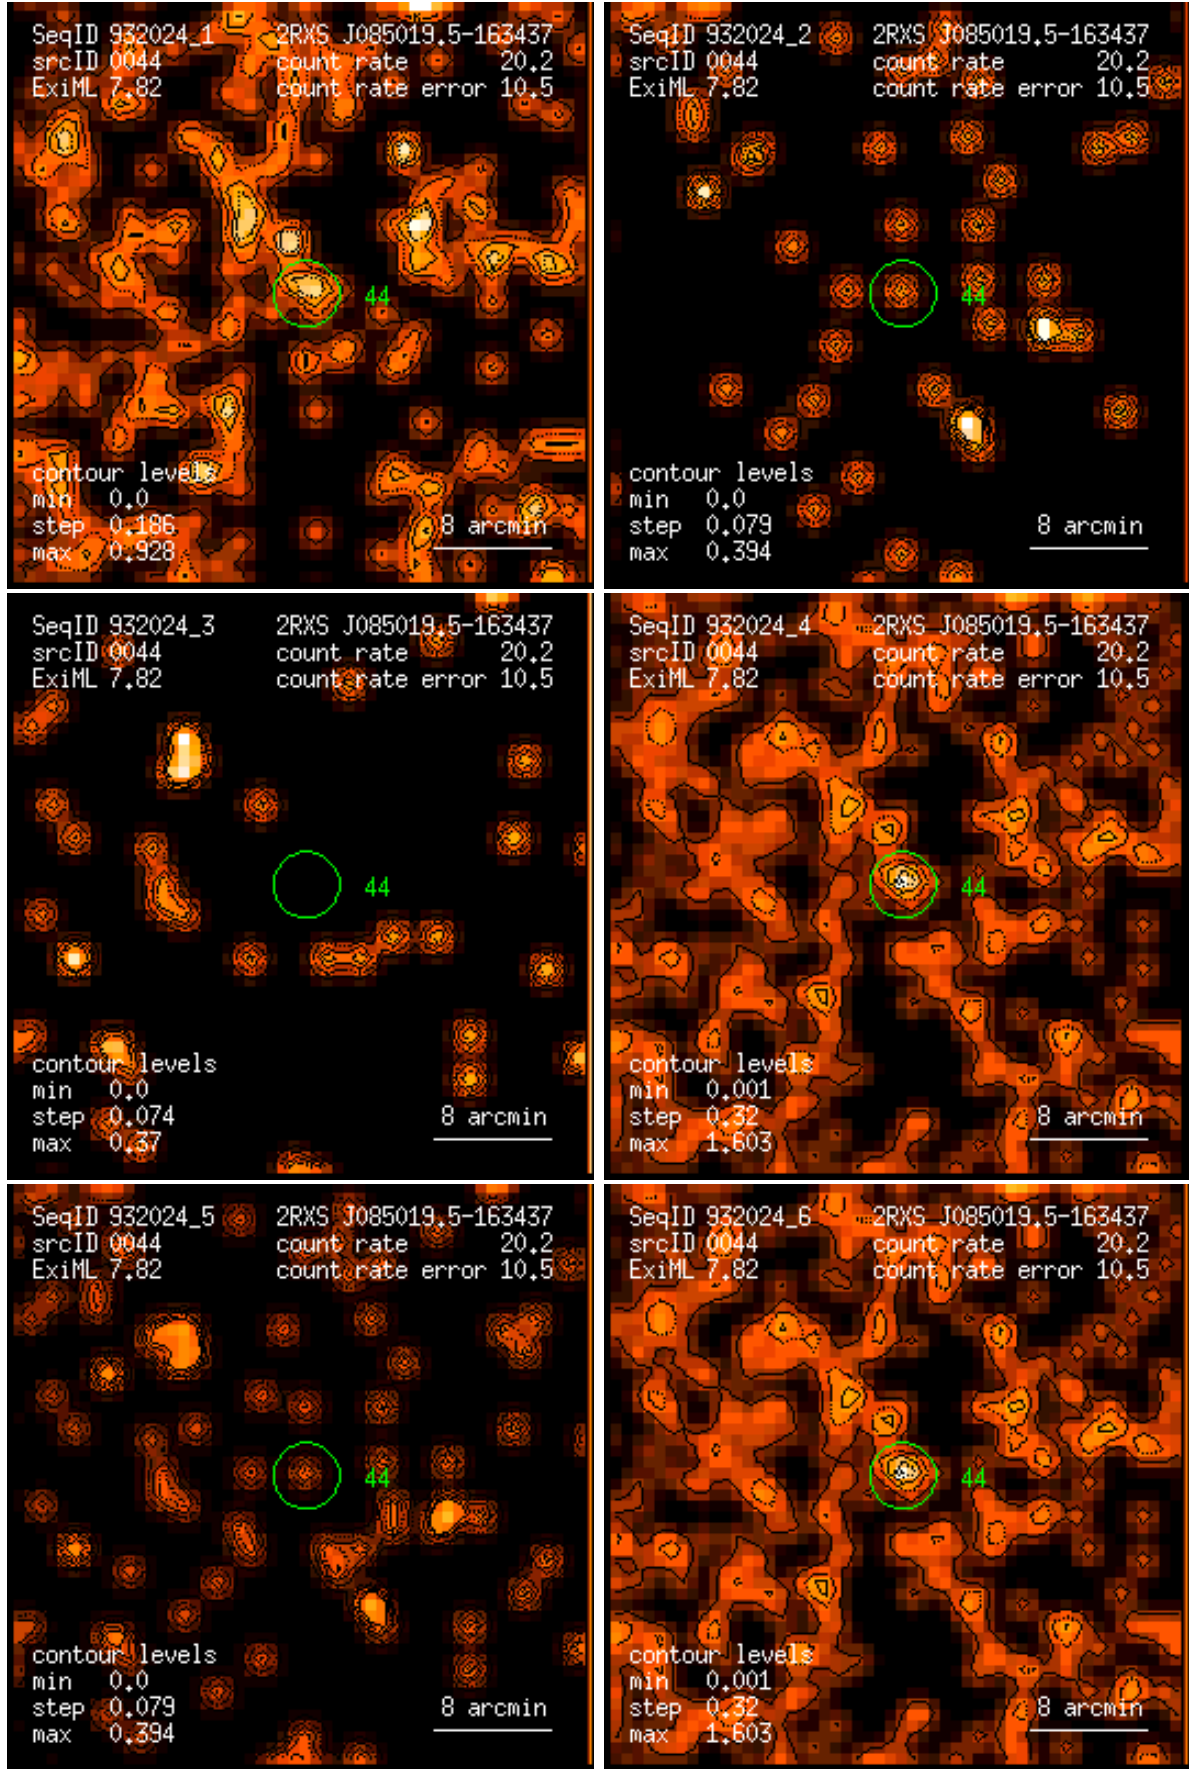 SeqID 932024_1 2RXS J085019.5-163437
srcID 0044 count rate 20.2
ExiML 7.82 count rate error 10.5
44
contour levels
min 0.0
step 0.186
max 0.928
8 arcmin
SeqID 932024_2 2RXS J085019.5-163437
srcID 0044 count rate 20.2
ExiML 7.82 count rate error 10.5
44
contour levels
min 0.0
step 0.079
max 0.394
8 arcmin
SeqID 932024_3 2RXS J085019.5-163437
srcID 0044 count rate 20.2
ExiML 7.82 count rate error 10.5
44
contour levels
min 0.0
step 0.074
max 0.37
8 arcmin
SeqID 932024_4 2RXS J085019.5-163437
srcID 0044 count rate 20.2
ExiML 7.82 count rate error 10.5
44
contour levels
min 0.001
step 0.32
max 1.603
8 arcmin
SeqID 932024_5 2RXS J085019.5-163437
srcID 0044 count rate 20.2
ExiML 7.82 count rate error 10.5
44
contour levels
min 0.0
step 0.079
max 0.394
8 arcmin
SeqID 932024_6 2RXS J085019.5-163437
srcID 0044 count rate 20.2
ExiML 7.82 count rate error 10.5
44
contour levels
min 0.001
step 0.32
max 1.603
8 arcmin